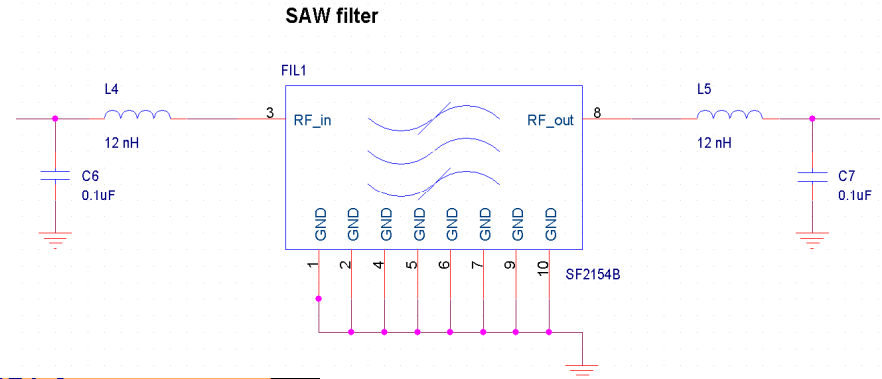 SAW filter
FIL1
L4
L5
3
RF_in
RF_out
8
12 nH
12 nH
C6
0.1uF
C7
0.1uF
GND GND GND GND GND GND GND GND
1 2 4 5 6 7 9 10
SF2154B